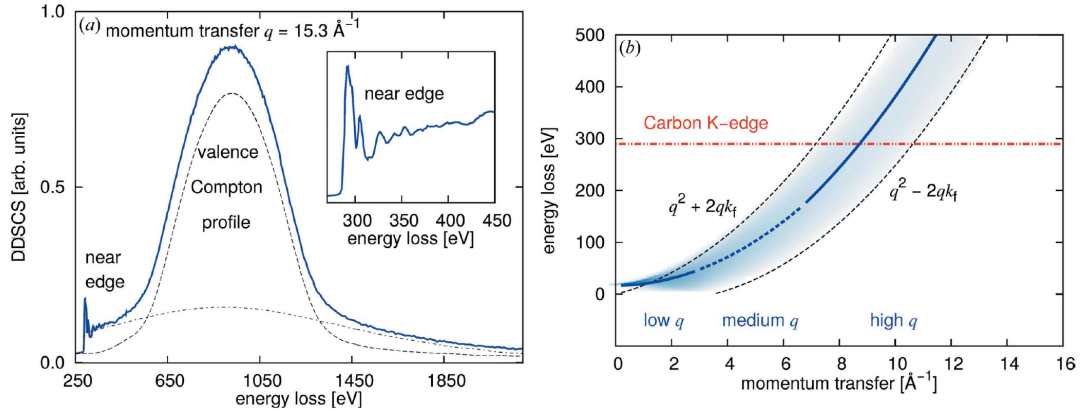 (a) momentum transfer q = 15.3 Å⁻¹
near edge
valence
Compton
profile
near
edge
DDSCS [arb. units]
1.0
0.5
0.0
250 650 1050 1450 1850
energy loss [eV]
300 350 400 450
energy loss [eV]
(b)
Carbon K−edge
q² + 2qk_f
q² − 2qk_f
low q medium q high q
energy loss [eV]
500
400
300
200
100
0
0 2 4 6 8 10 12 14 16
momentum transfer [Å⁻¹]